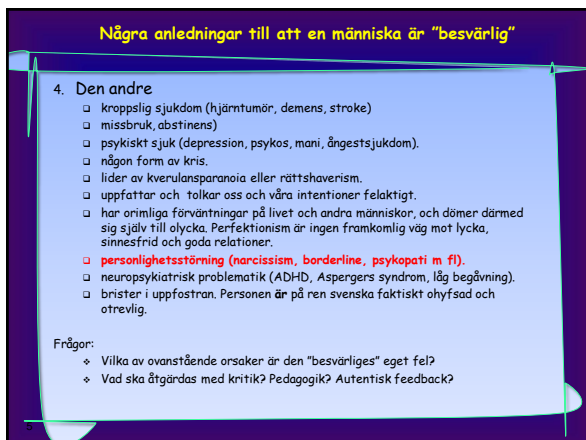 Några anledningar till att en människa är ”besvärlig”
4. Den andre
❑ kroppslig sjukdom (hjärntumör, demens, stroke)
❑ missbruk, abstinens)
❑ psykiskt sjuk (depression, psykos, mani, ångestsjukdom).
❑ någon form av kris.
❑ lider av kverulansparanoia eller rättshaverism.
❑ uppfattar och tolkar oss och våra intentioner felaktigt.
❑ har orimliga förväntningar på livet och andra människor, och dömer därmed
sig själv till olycka. Perfektionism är ingen framkomlig väg mot lycka,
sinnesfrid och goda relationer.
❑ personlighetsstörning (narcissism, borderline, psykopati m fl).
❑ neuropsykiatrisk problematik (ADHD, Aspergers syndrom, låg begåvning).
❑ brister i uppfostran. Personen är på ren svenska faktiskt ohyfsad och
otrevlig.
Frågor:
❖ Vilka av ovanstående orsaker är den ”besvärliges” eget fel?
❖ Vad ska åtgärdas med kritik? Pedagogik? Autentisk feedback?